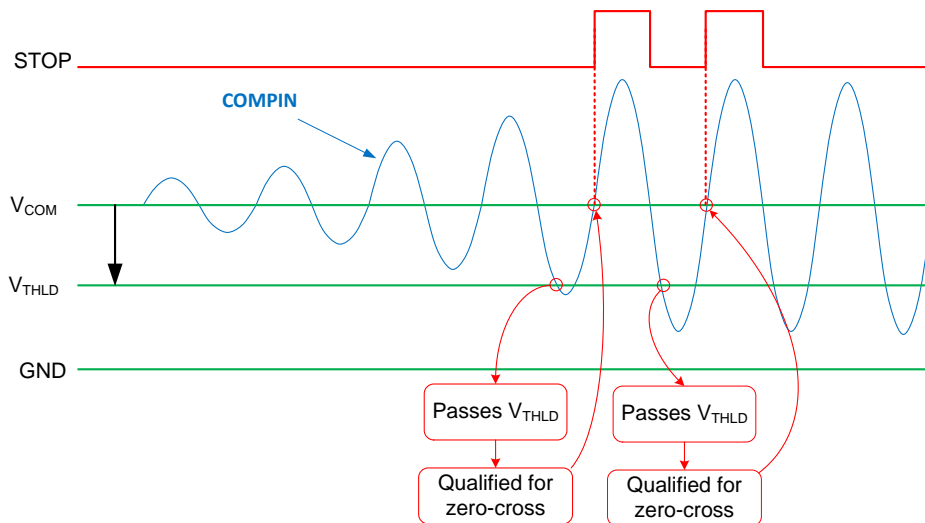 STOP
COMPIN
VCOM
VTHLD
GND
Passes VTHLD
Passes VTHLD
Qualified for
zero-cross
Qualified for
zero-cross